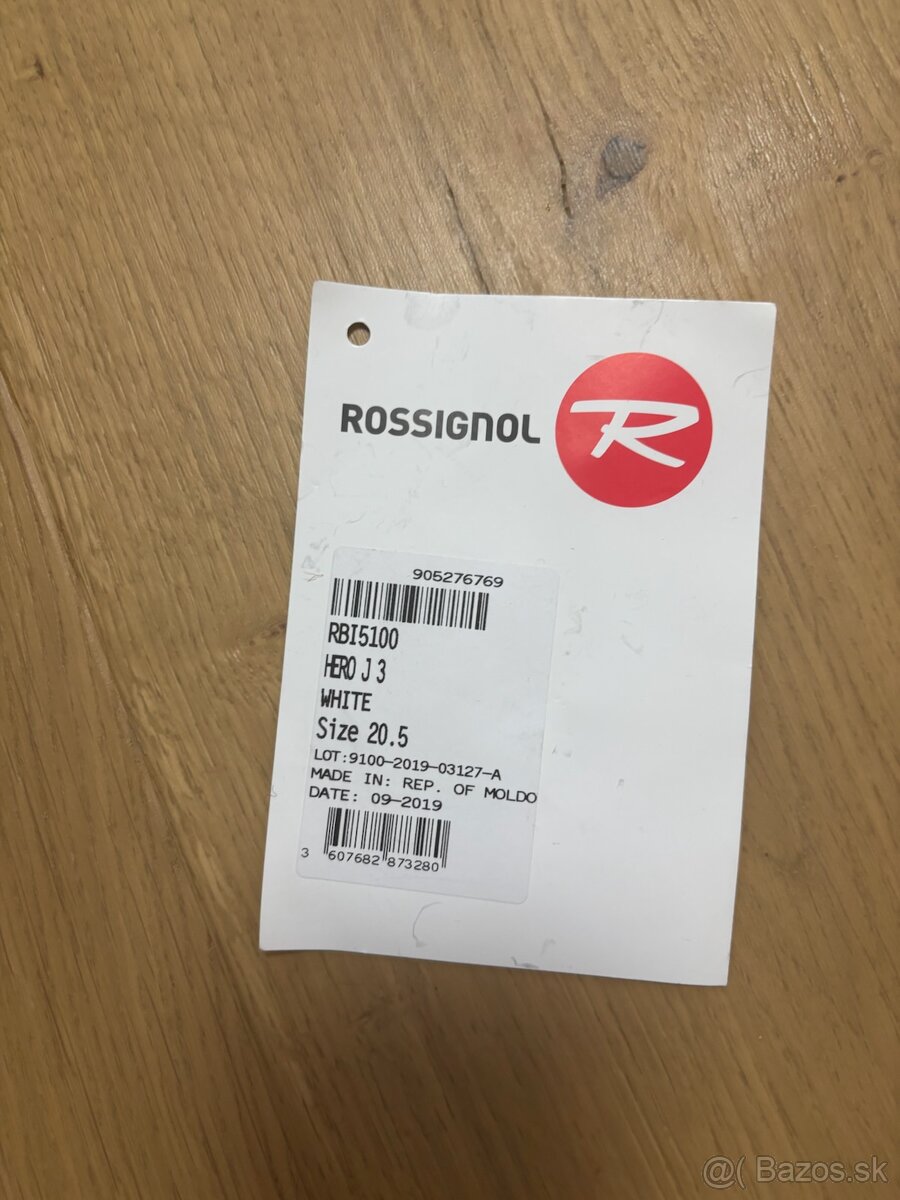 ROSSIGNOL
R
905276769
RBI5100
HERO J 3
WHITE
Size 20.5
LOT:9100-2019-03127-A
MADE IN: REP. OF MOLDO
DATE: 09-2019
3 607682 873280
@( Bazos.sk